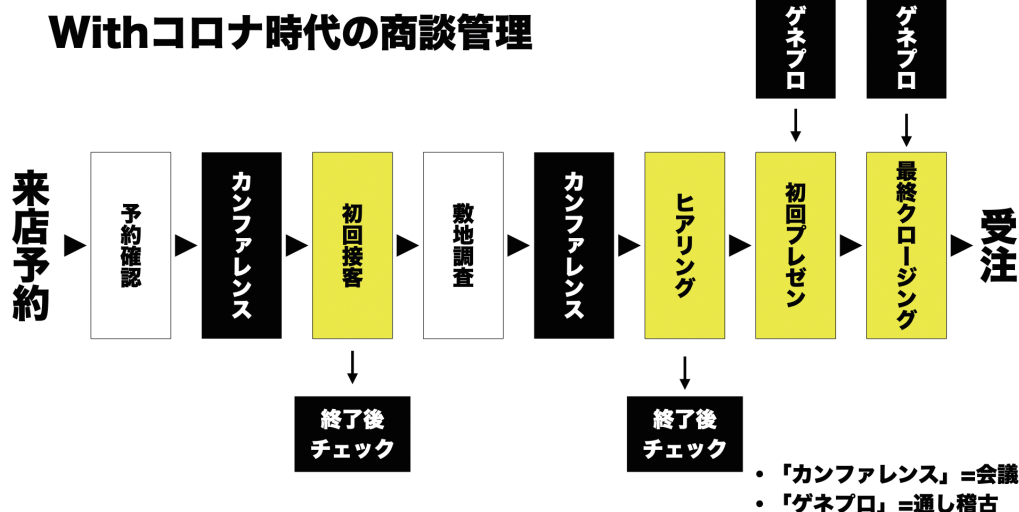 Withコロナ時代の商談管理
ゲネプロ
ゲネプロ
来店予約
予約確認
カンファレンス
初回接客
敷地調査
カンファレンス
ヒアリング
初回プレゼン
最終クロージング
受注
終了後
チェック
終了後
チェック
・「カンファレンス」=会議
・「ゲネプロ」=通し稽古